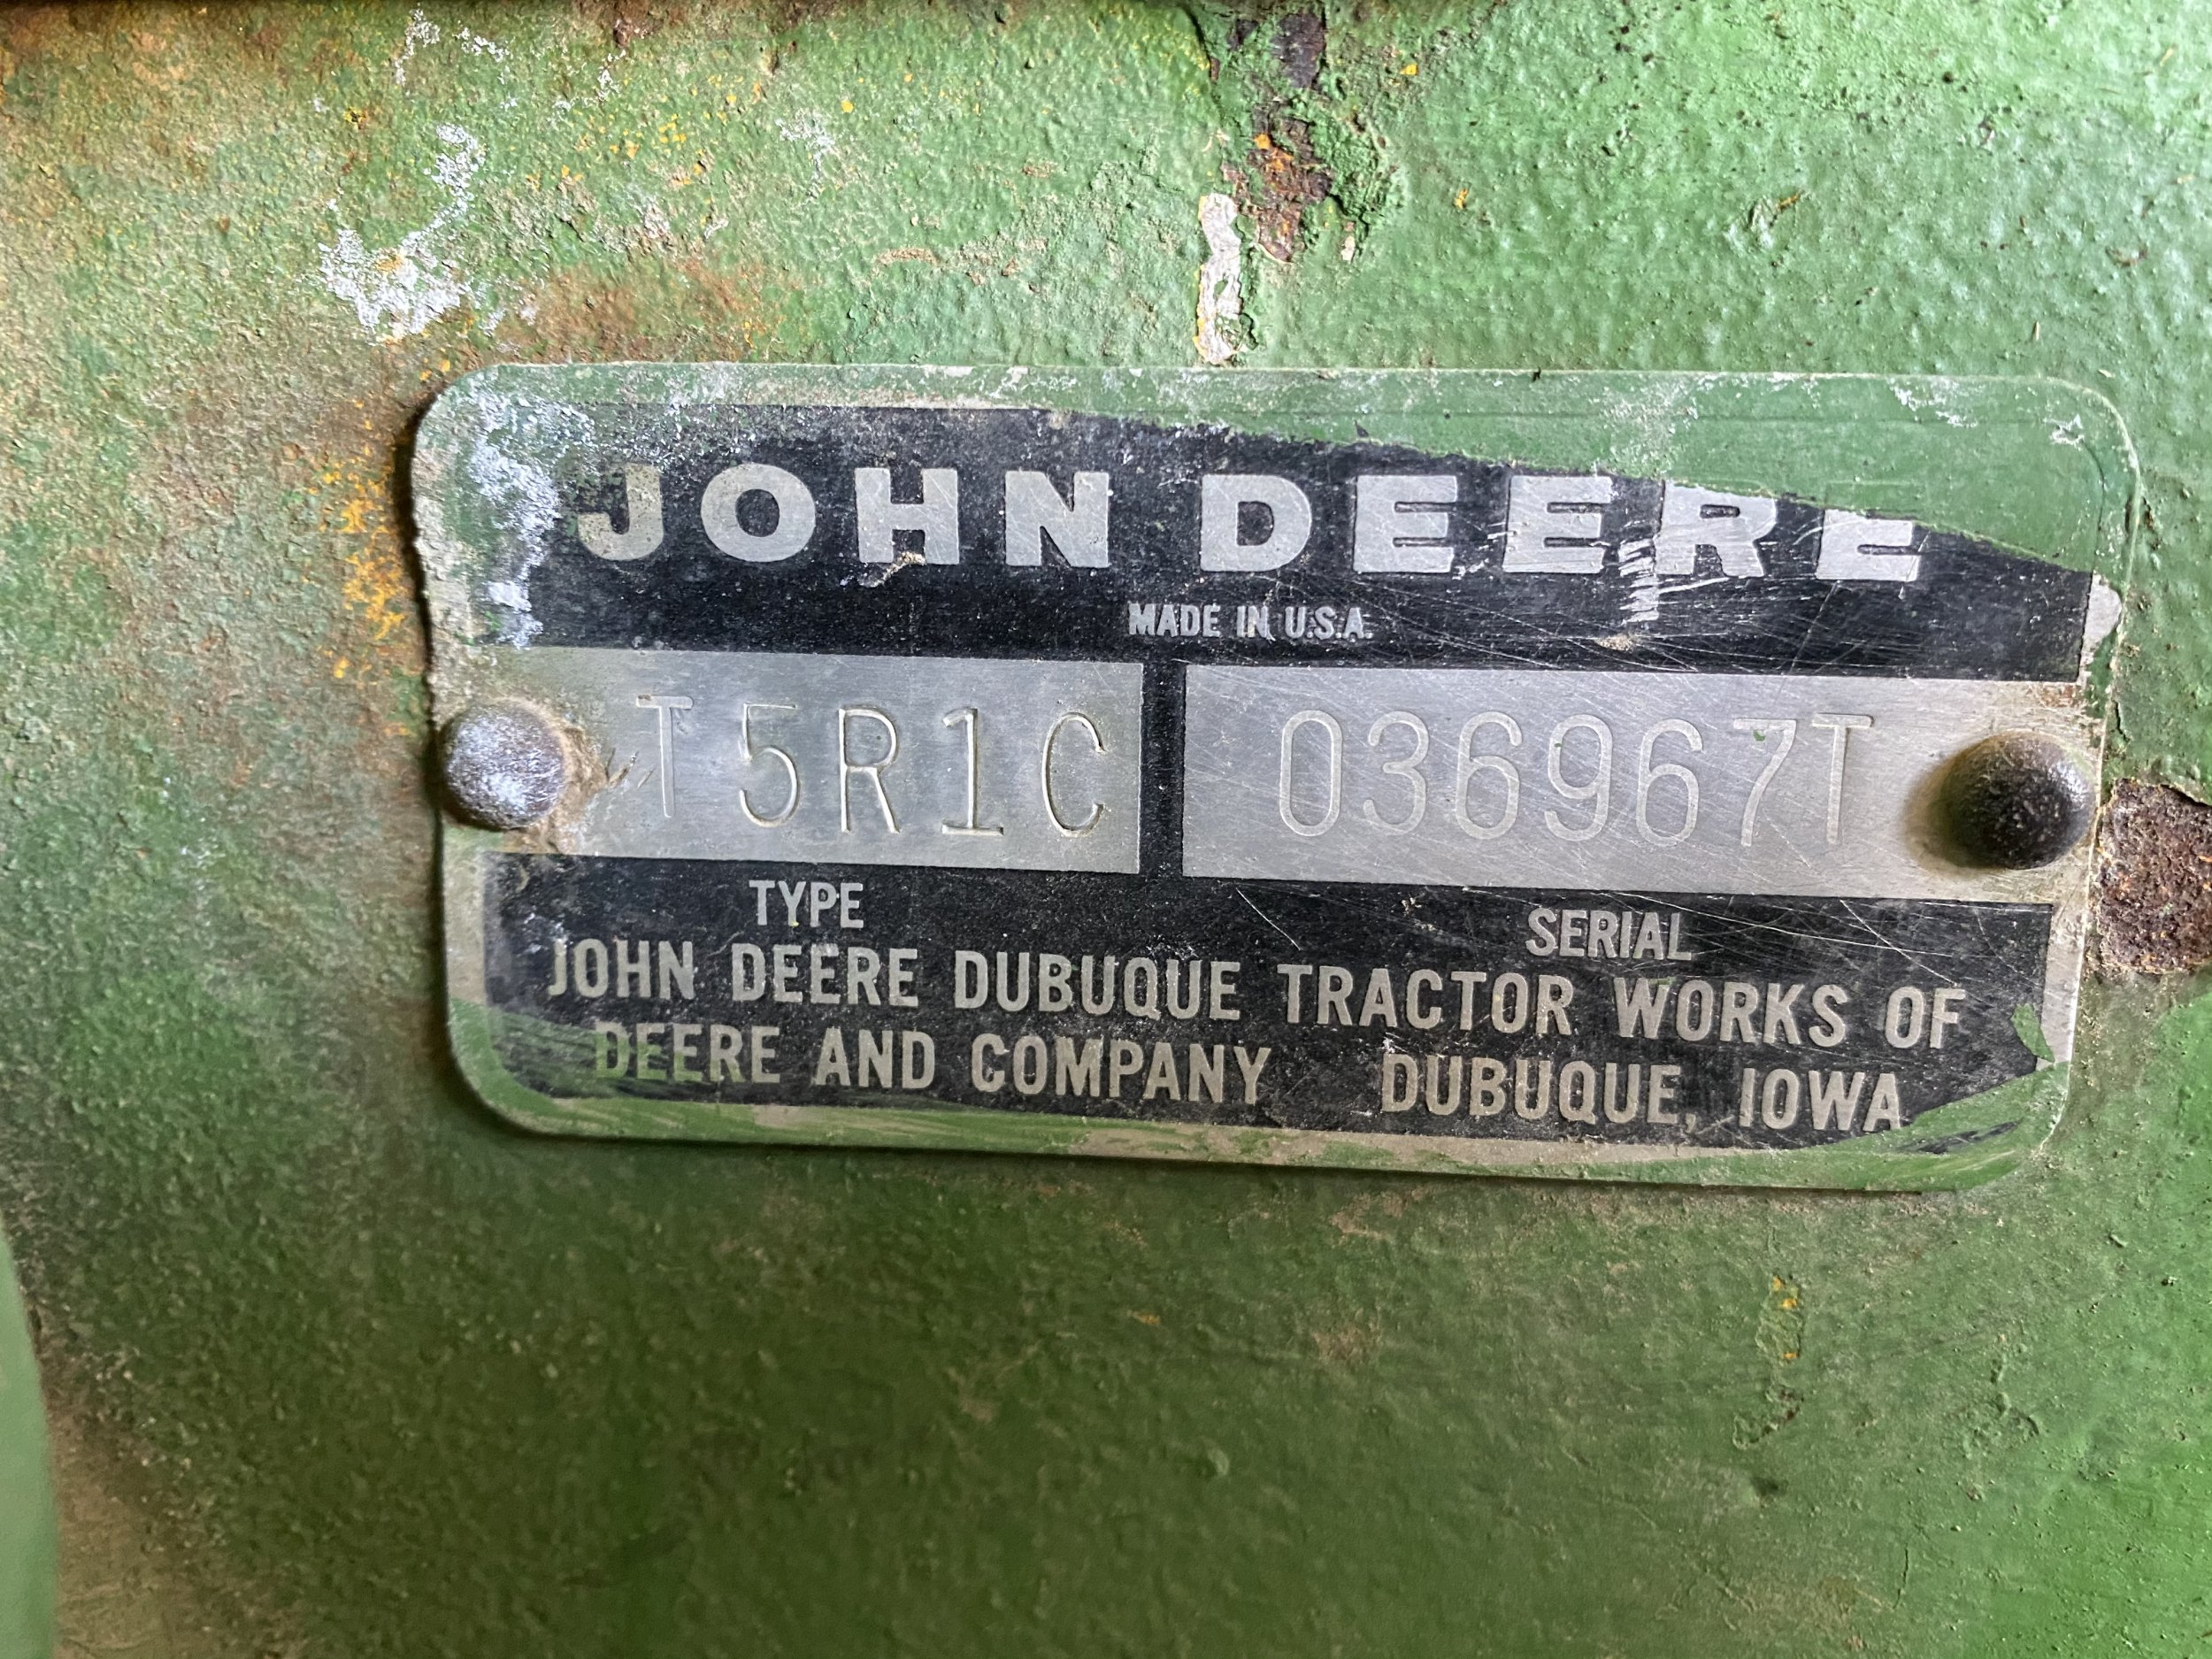 JOHN DEERE
MADE IN U.S.A.
T5R1C 036967T
TYPE SERIAL
JOHN DEERE DUBUQUE TRACTOR WORKS OF
DEERE AND COMPANY DUBUQUE, IOWA